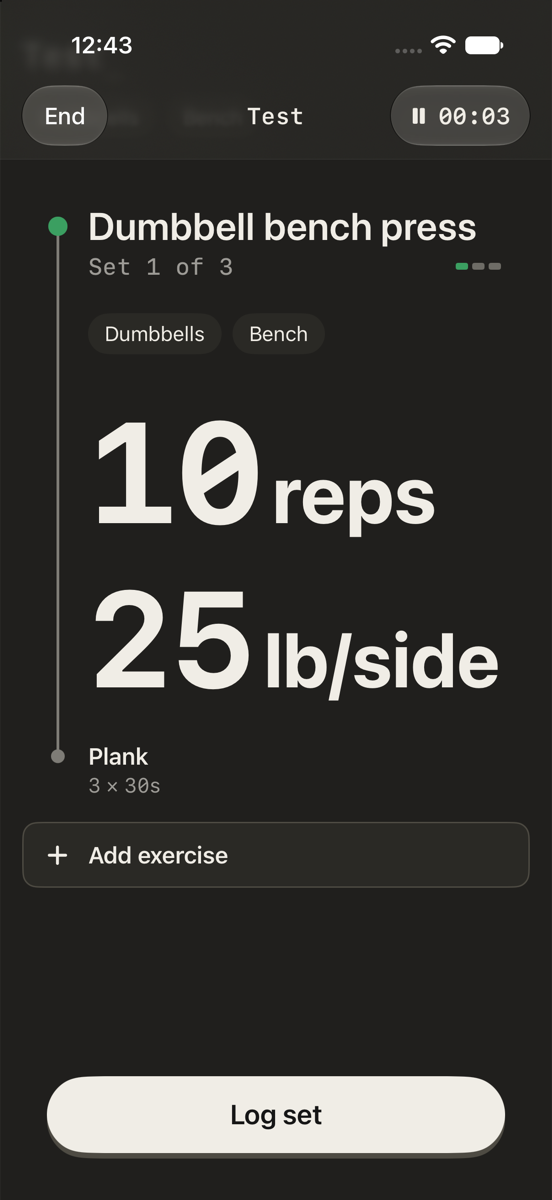 12:43
End
Test
00:03
Dumbbell bench press
Set 1 of 3
Dumbbells
Bench
10 reps
25 lb/side
Plank
3 × 30s
+ Add exercise
Log set